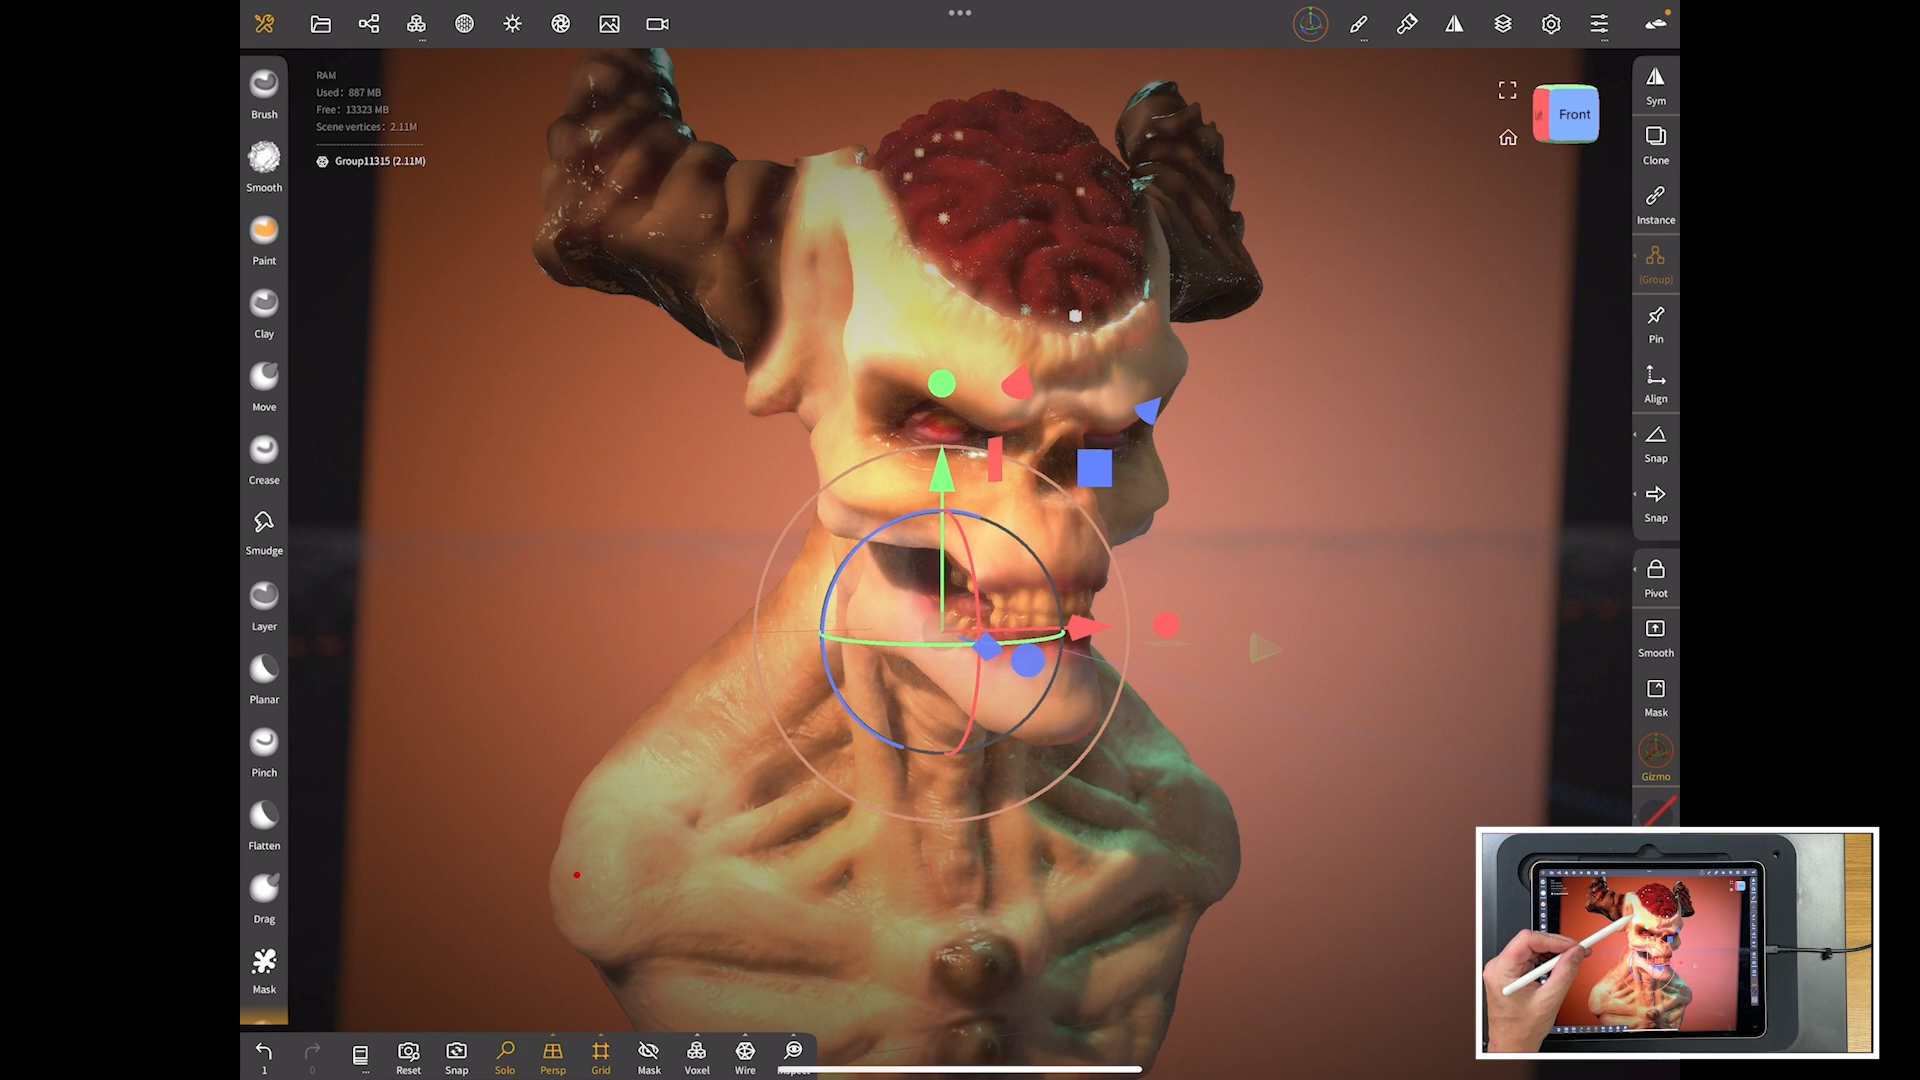 RAM
Used: 887 MB
Free: 13323 MB
Scene vertices: 2.11M
Group11315 (2.11M)
Front
Brush
Smooth
Paint
Clay
Move
Crease
Smudge
Layer
Planar
Pinch
Flatten
Drag
Mask
Sym
Clone
Instance
(Group)
Pin
Align
Snap
Snap
Pivot
Smooth
Mask
Gizmo
1
0
Reset
Snap
Solo
Persp
Grid
Mask
Voxel
Wire
Inspect